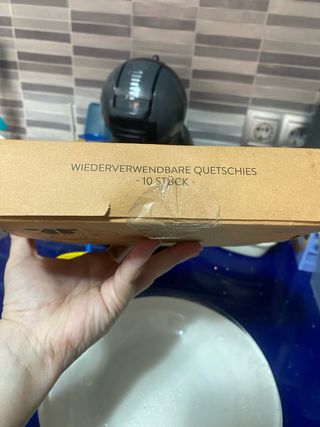 WIEDERVERWENDBARE QUETSCHIES
- 10 STÜCK -